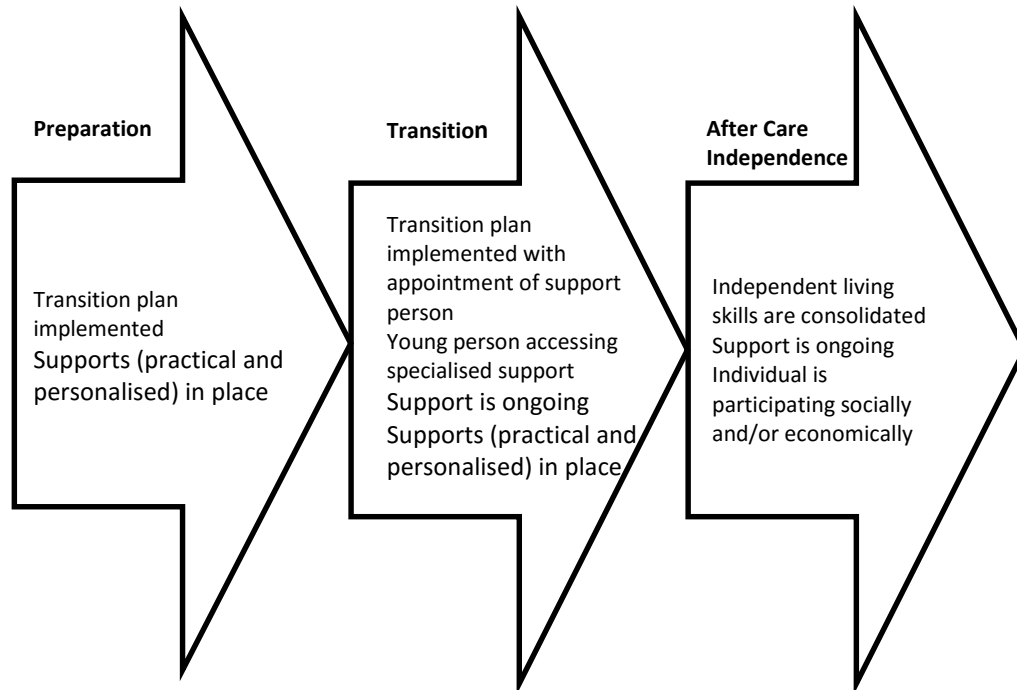 Preparation
Transition plan
implemented
Supports (practical and
personalised) in place
Transition
Transition plan
implemented with
appointment of support
person
Young person accessing
specialised support
Support is ongoing
Supports (practical and
personalised) in place
After Care
Independence
Independent living
skills are consolidated
Support is ongoing
Individual is
participating socially
and/or economically